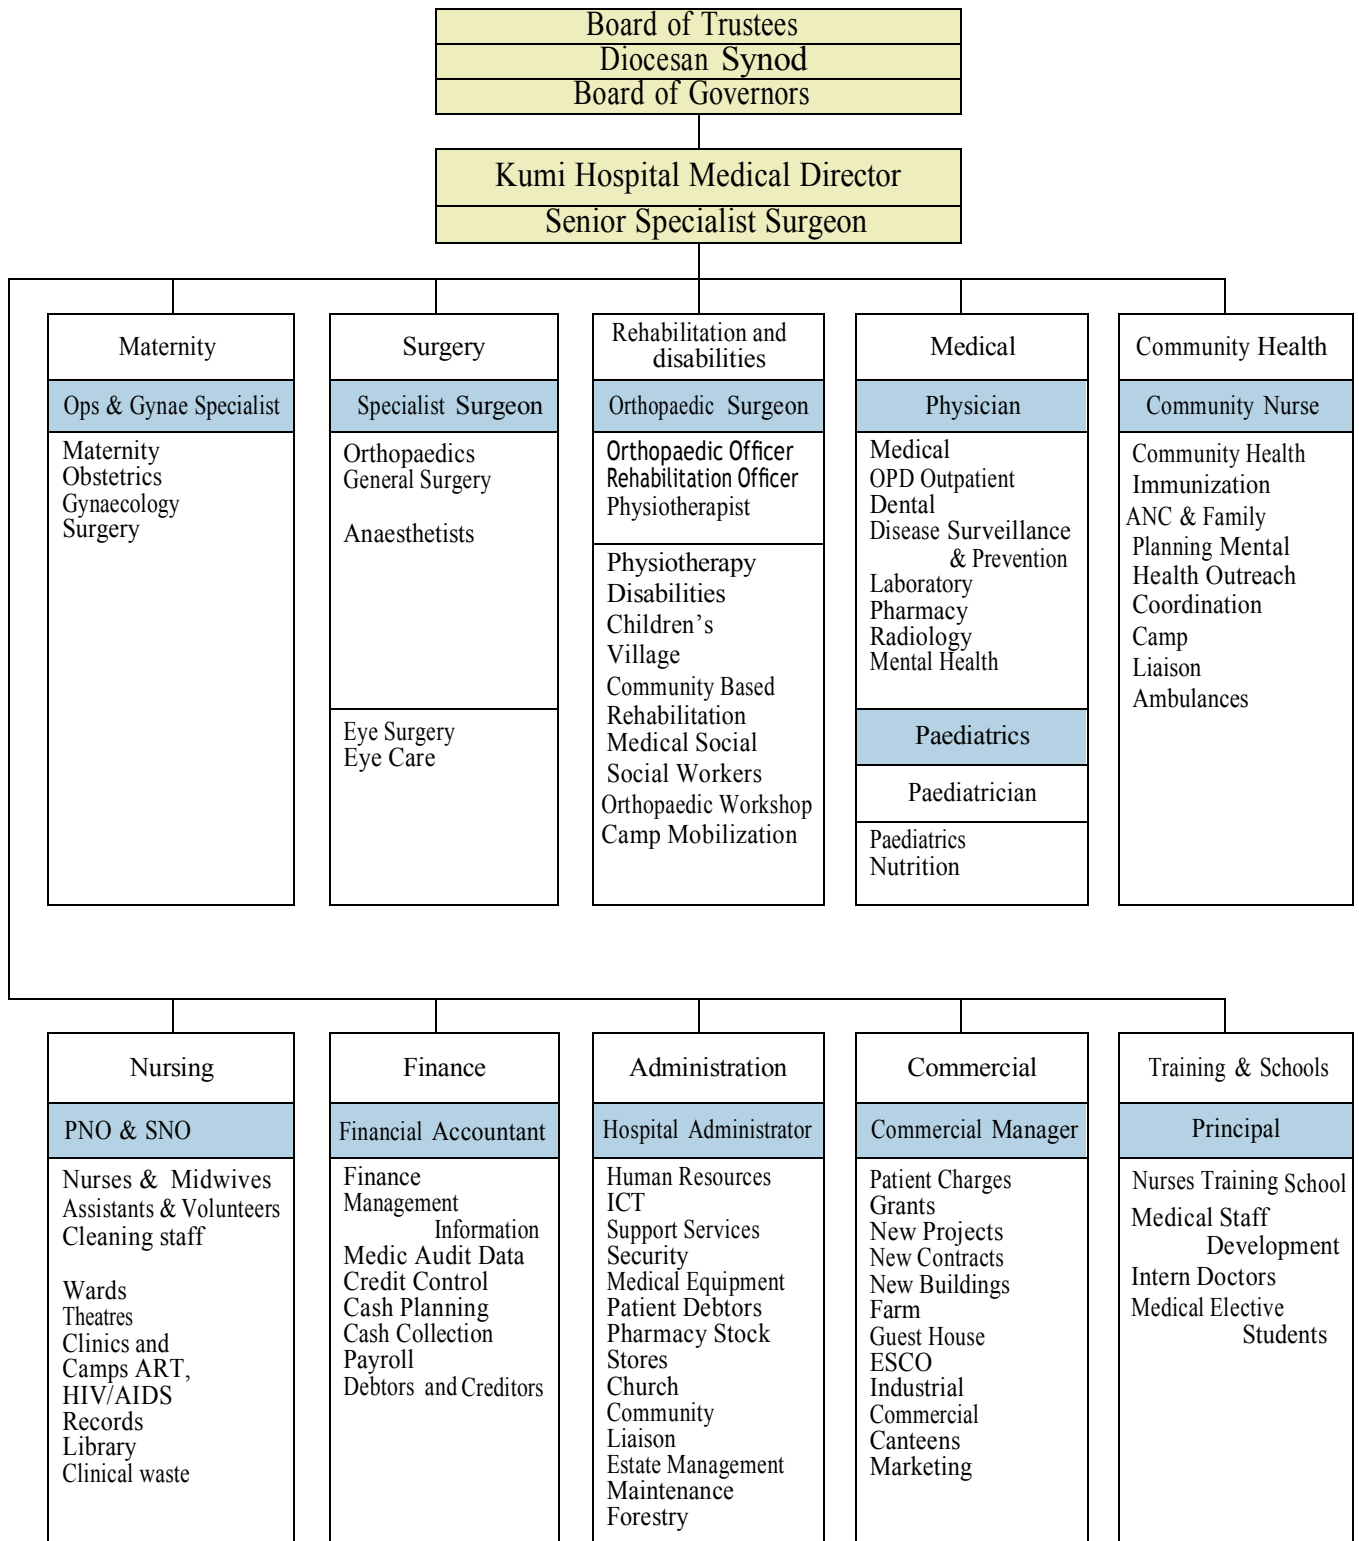 Board of Trustees
Diocesan Synod
Board of Governors
Kumi Hospital Medical Director
Senior Specialist Surgeon
Maternity
Ops & Gynae Specialist
Maternity
Obstetrics
Gynaecology
Surgery
Surgery
Specialist Surgeon
Orthopaedics
General Surgery
Anaesthetists
Eye Surgery
Eye Care
Rehabilitation and
disabilities
Orthopaedic Surgeon
Orthopaedic Officer
Rehabilitation Officer
Physiotherapist
Physiotherapy
Disabilities
Children's
Village
Community Based
Rehabilitation
Medical Social
Social Workers
Orthopaedic Workshop
Camp Mobilization
Medical
Physician
Medical
OPD Outpatient
Dental
Disease Surveillance
& Prevention
Laboratory
Pharmacy
Radiology
Mental Health
Paediatrics
Paediatrician
Paediatrics
Nutrition
Community Health
Community Nurse
Community Health
Immunization
ANC & Family
Planning Mental
Health Outreach
Coordination
Camp
Liaison
Ambulances
Nursing
PNO & SNO
Nurses & Midwives
Assistants & Volunteers
Cleaning staff
Wards
Theatres
Clinics and
Camps ART,
HIV/AIDS
Records
Library
Clinical waste
Finance
Financial Accountant
Finance
Management
Information
Medic Audit Data
Credit Control
Cash Planning
Cash Collection
Payroll
Debtors and Creditors
Administration
Hospital Administrator
Human Resources
ICT
Support Services
Security
Medical Equipment
Patient Debtors
Pharmacy Stock
Stores
Church
Community
Liaison
Estate Management
Maintenance
Forestry
Commercial
Commercial Manager
Patient Charges
Grants
New Projects
New Contracts
New Buildings
Farm
Guest House
ESCO
Industrial
Commercial
Canteens
Marketing
Training & Schools
Principal
Nurses Training School
Medical Staff
Development
Intern Doctors
Medical Elective
Students